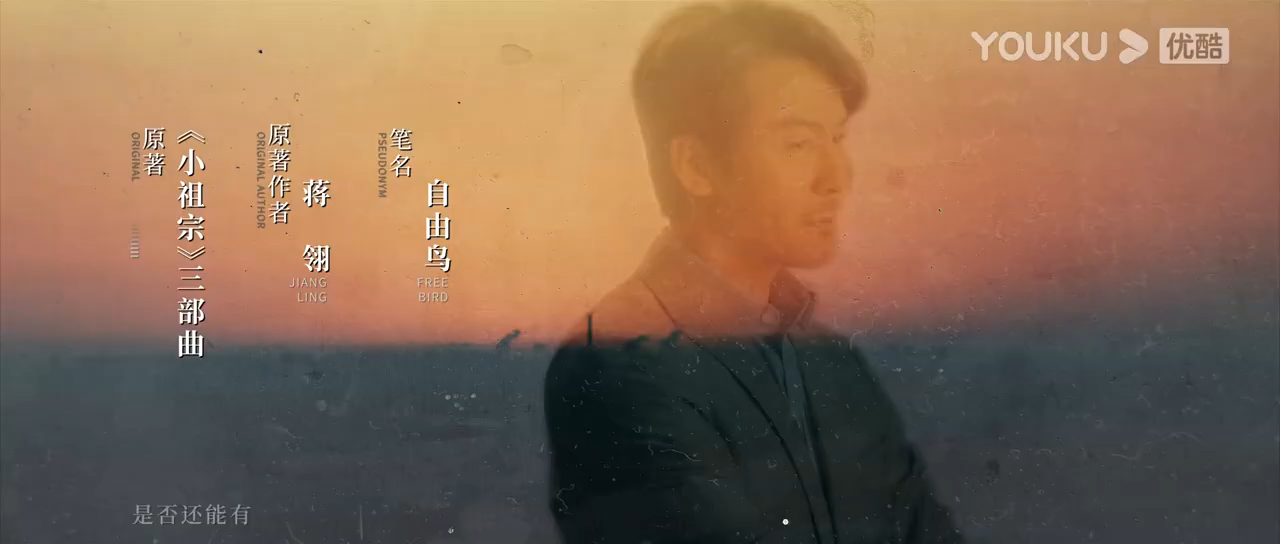 YOUKU 优酷
原著
ORIGINAL
《小祖宗》三部曲
原著作者
ORIGINAL AUTHOR
蒋翎
JIANG
LING
笔名
PSEUDONYM
自由鸟
FREE
BIRD
是否还能有